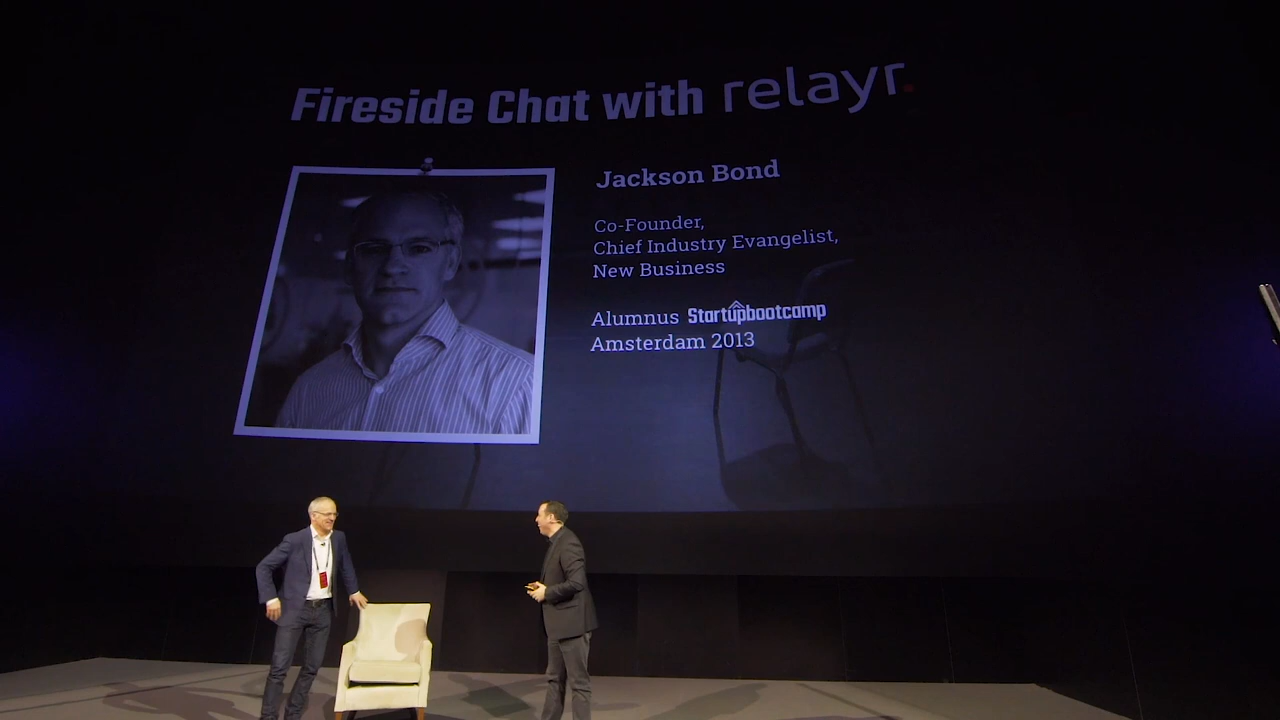 Fireside Chat with relayr.
Jackson Bond
Co-Founder,
Chief Industry Evangelist,
New Business
Alumnus Startupbootcamp
Amsterdam 2013